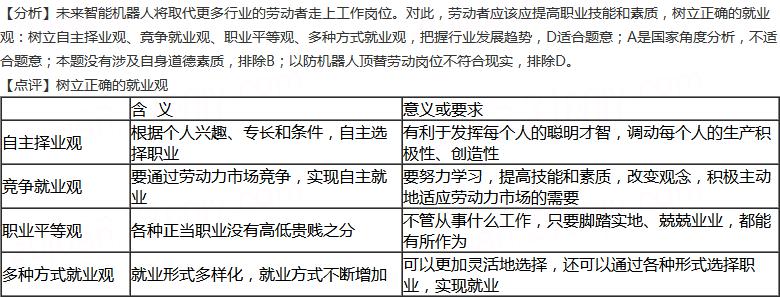 【分析】未来智能机器人将取代更多行业的劳动者走上工作岗位。对此，劳动者应该应提高职业技能和素质，树立正确的就业
观：树立自主择业观、竞争就业观、职业平等观、多种方式就业观，把握行业发展趋势，D适合题意；A是国家角度分析，不适
合题意；本题没有涉及自身道德素质，排除B；以防机器人顶替劳动岗位不符合现实，排除D。
【点评】树立正确的就业观
含 义 意义或要求
自主择业观 根据个人兴趣、专长和条件，自主选
择职业 有利于发挥每个人的聪明才智，调动每个人的生产积
极性、创造性
竞争就业观 要通过劳动力市场竞争，实现自主就
业 要努力学习，提高技能和素质，改变观念，积极主动
地适应劳动力市场的需要
职业平等观 各种正当职业没有高低贵贱之分 不管从事什么工作，只要脚踏实地、兢兢业业，都能
有所作为
多种方式就业观 就业形式多样化，就业方式不断增加 可以更加灵活地选择，还可以通过各种形式选择职
业，实现就业